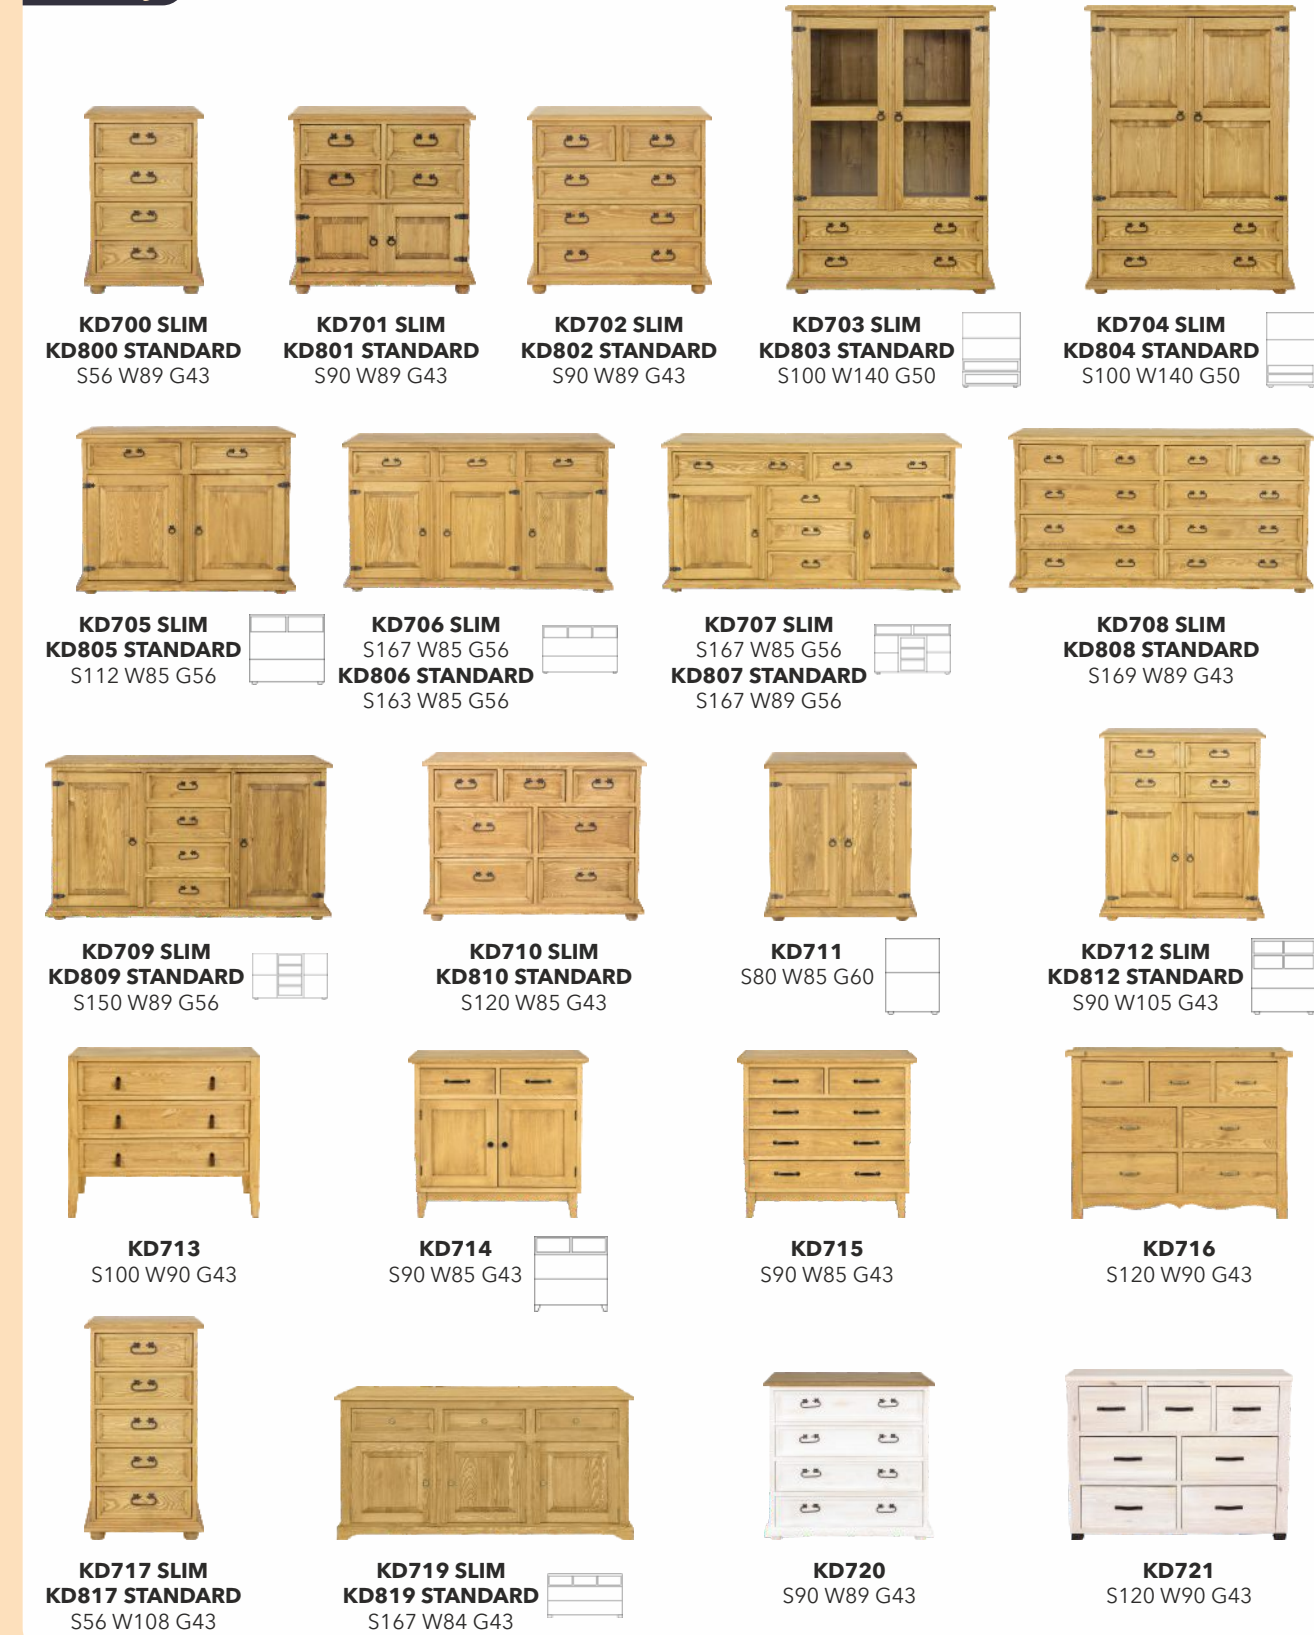 KD700 SLIM
KD800 STANDARD
S56 W89 G43
KD701 SLIM
KD801 STANDARD
S90 W89 G43
KD702 SLIM
KD802 STANDARD
S90 W89 G43
KD703 SLIM
KD803 STANDARD
S100 W140 G50
KD704 SLIM
KD804 STANDARD
S100 W140 G50
KD705 SLIM
KD805 STANDARD
S112 W85 G56
KD706 SLIM
S167 W85 G56
KD806 STANDARD
S163 W85 G56
KD707 SLIM
S167 W85 G56
KD807 STANDARD
S167 W89 G56
KD708 SLIM
KD808 STANDARD
S169 W89 G43
KD709 SLIM
KD809 STANDARD
S150 W89 G56
KD710 SLIM
KD810 STANDARD
S120 W85 G43
KD711
S80 W85 G60
KD712 SLIM
KD812 STANDARD
S90 W105 G43
KD713
S100 W90 G43
KD714
S90 W85 G43
KD715
S90 W85 G43
KD716
S120 W90 G43
KD717 SLIM
KD817 STANDARD
S56 W108 G43
KD719 SLIM
KD819 STANDARD
S167 W84 G43
KD720
S90 W89 G43
KD721
S120 W90 G43